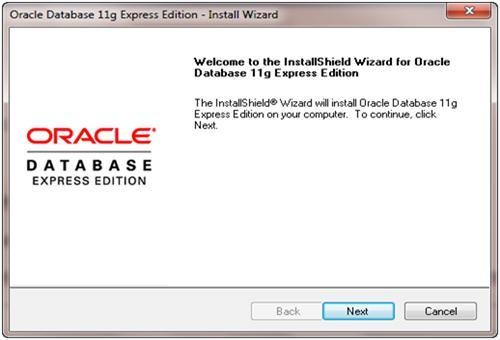 Oracle Database 11g Express Edition - Install Wizard
Welcome to the InstallShield Wizard for Oracle
Database 11g Express Edition
The InstallShield® Wizard will install Oracle Database 11g
Express Edition on your computer. To continue, click
Next.
ORACLE®
DATABASE
EXPRESS EDITION
Back
Next
Cancel